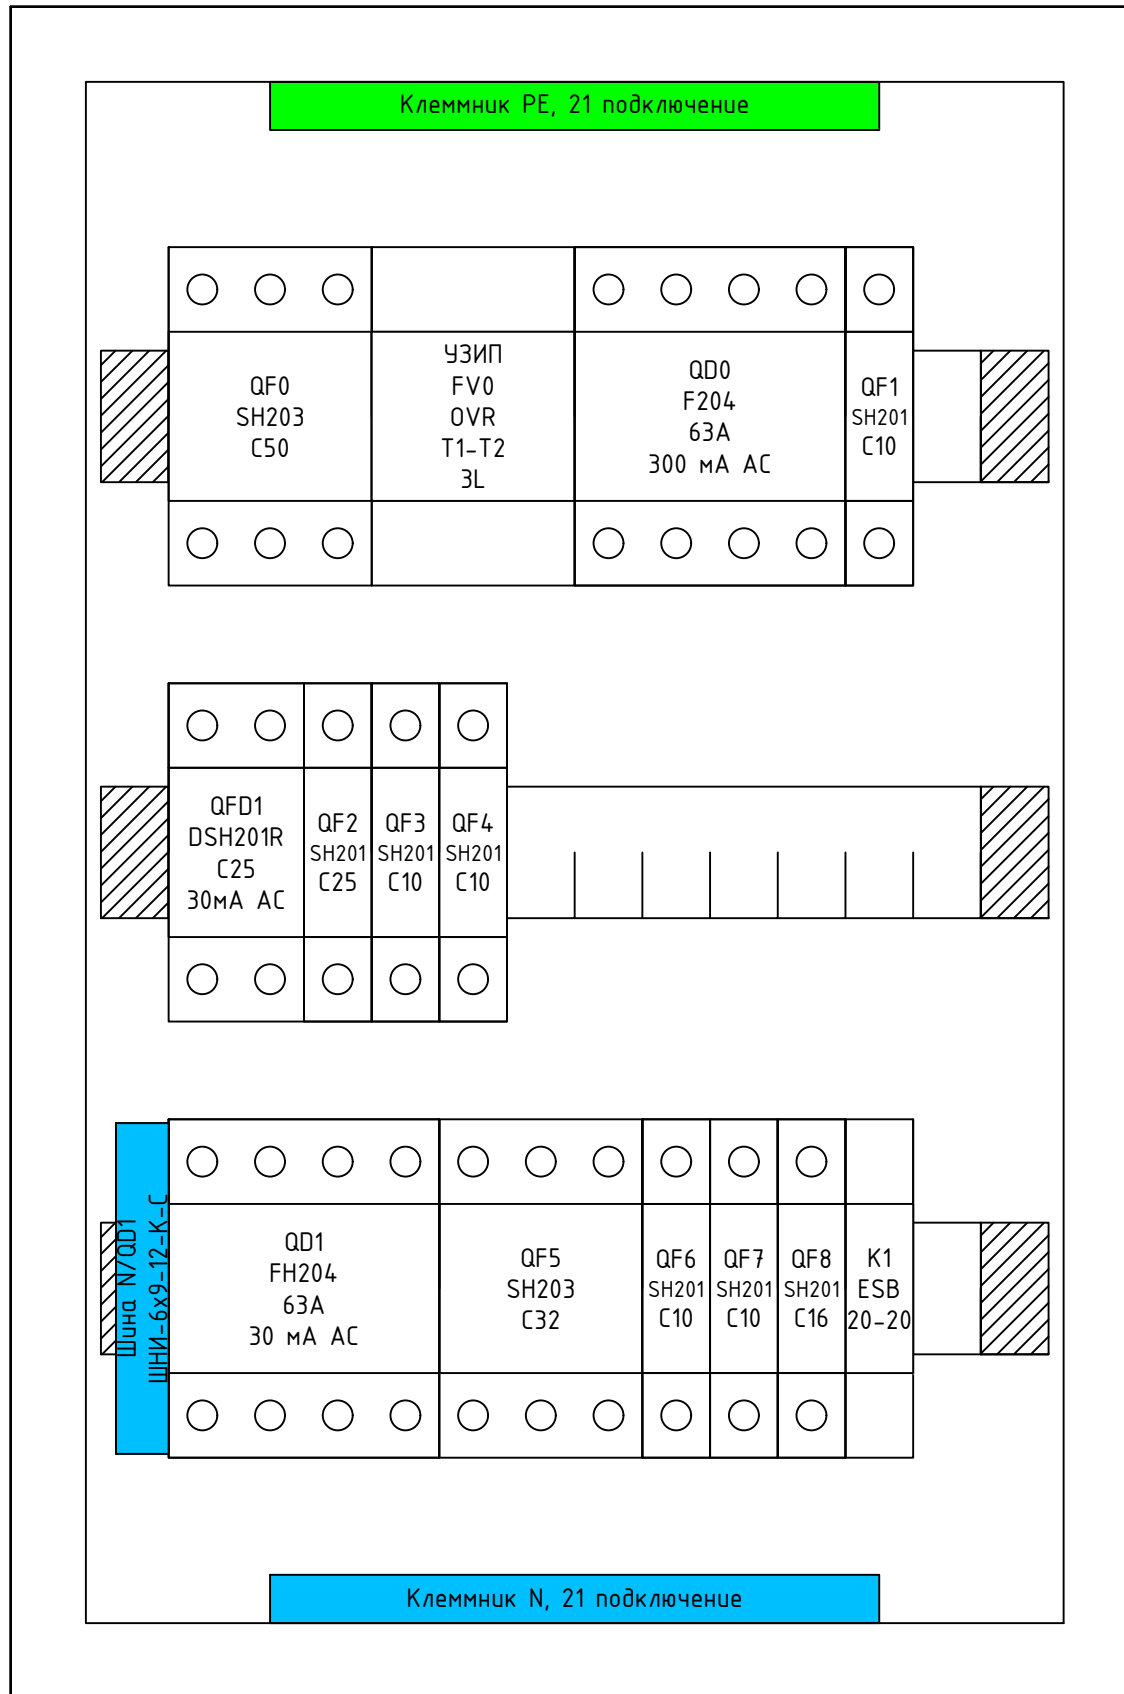 Клеммник PE, 21 подключение
QF0
SH203
C50
УЗИП
FV0
OVR
T1-T2
3L
QD0
F204
63A
300 мА AC
QF1
SH201
C10
QFD1
DSH201R
C25
30мА AC
QF2
SH201
C25
QF3
SH201
C10
QF4
SH201
C10
Шина N/QD1
ШНИ-6х9-12-К-С
QD1
FH204
63A
30 мА AC
QF5
SH203
C32
QF6
SH201
C10
QF7
SH201
C10
QF8
SH201
C16
K1
ESB
20-20
Клеммник N, 21 подключение